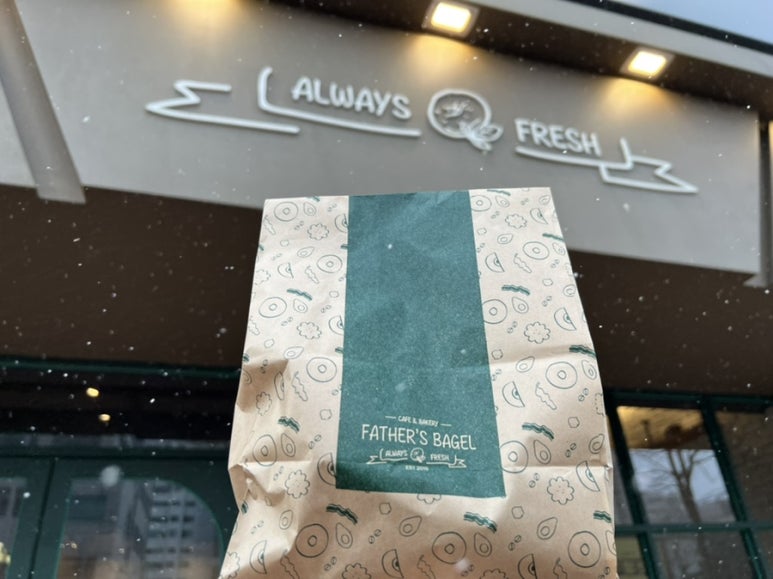 ALWAYS FRESH
CAFE & BAKERY
FATHER'S BAGEL
ALWAYS FRESH